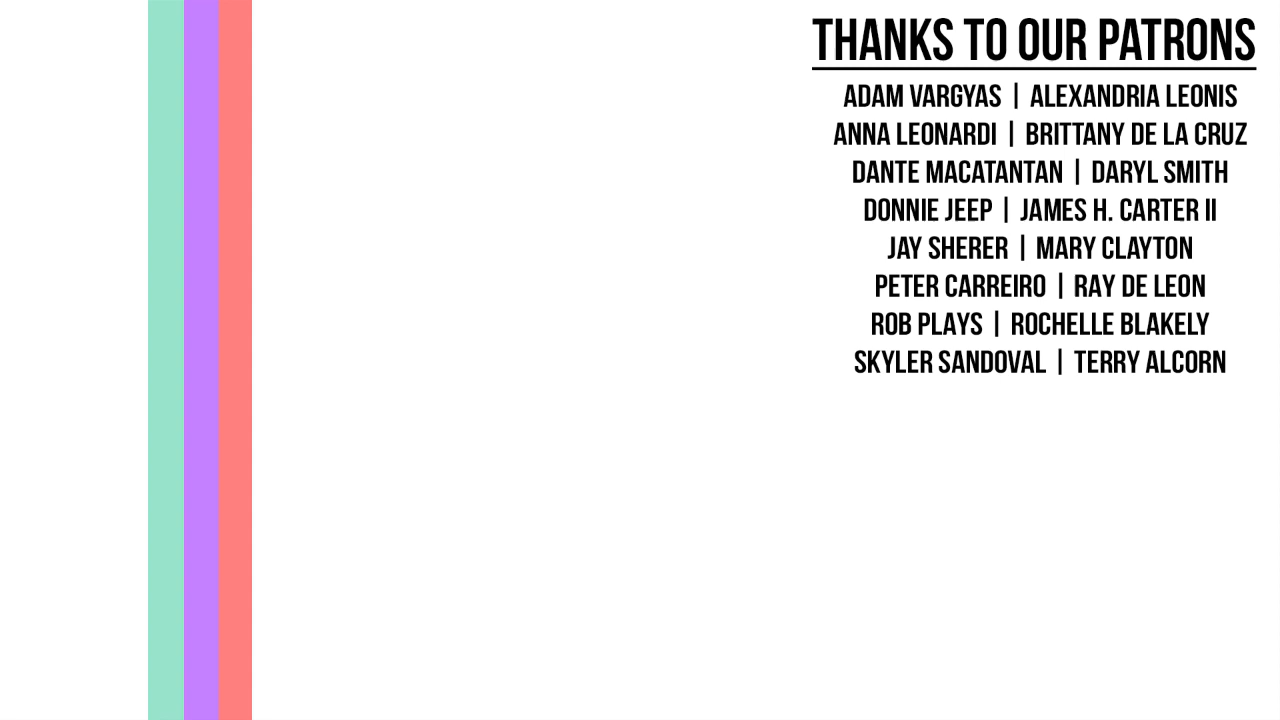 THANKS TO OUR PATRONS
ADAM VARGYAS | ALEXANDRIA LEONIS
ANNA LEONARDI | BRITTANY DE LA CRUZ
DANTE MACATANTAN | DARYL SMITH
DONNIE JEEP | JAMES H. CARTER II
JAY SHERER | MARY CLAYTON
PETER CARREIRO | RAY DE LEON
ROB PLAYS | ROCHELLE BLAKELY
SKYLER SANDOVAL | TERRY ALCORN